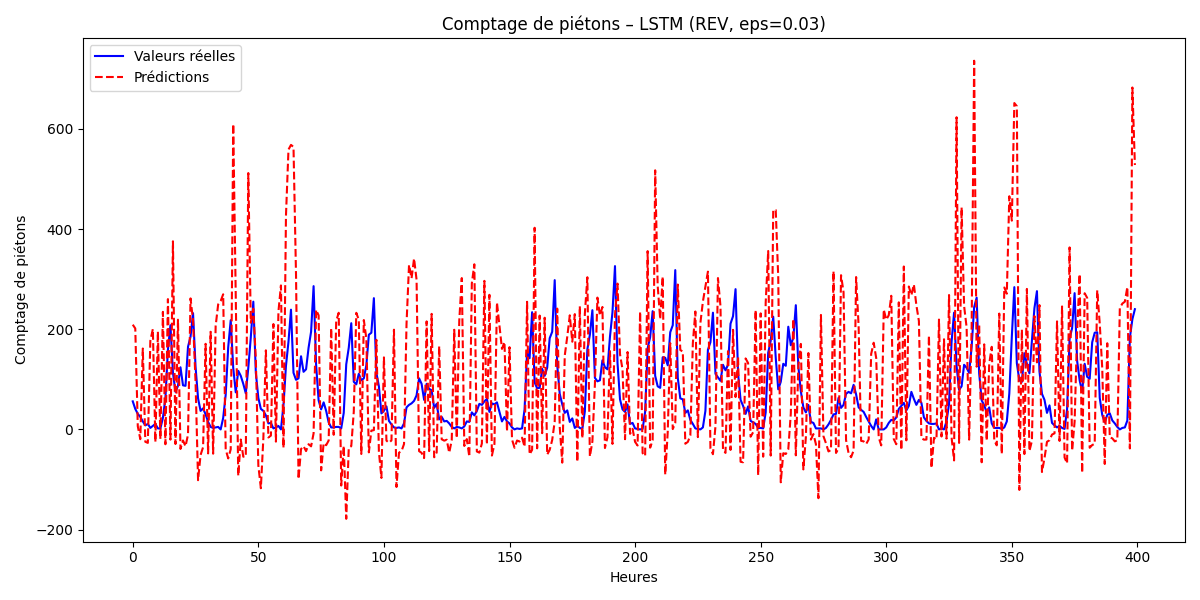 Comptage de piétons – LSTM (REV, eps=0.03)
Valeurs réelles
Prédictions
Comptage de piétons
600
400
200
0
−200
0 50 100 150 200 250 300 350 400
Heures